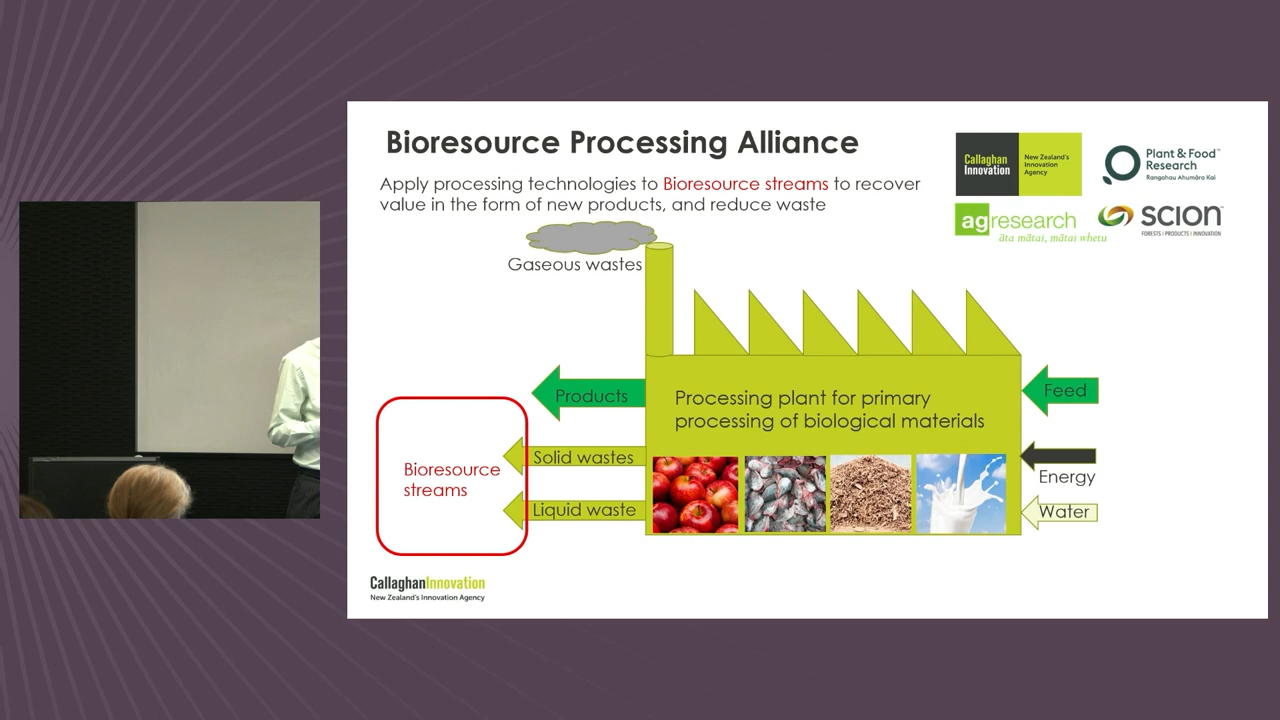 Bioresource Processing Alliance
Apply processing technologies to Bioresource streams to recover
value in the form of new products, and reduce waste
Callaghan
Innovation
New Zealand's
Innovation
Agency
Plant & Food
Research
Rangahau Ahumāra Kai
agresearch
āta mātai, mātai whetu
SCION
FORESTS | PRODUCTS | INNOVATION
Gaseous wastes
Products
Processing plant for primary
processing of biological materials
Feed
Solid wastes
Energy
Bioresource
streams
Liquid waste
Water
CallaghanInnovation
New Zealand's Innovation Agency